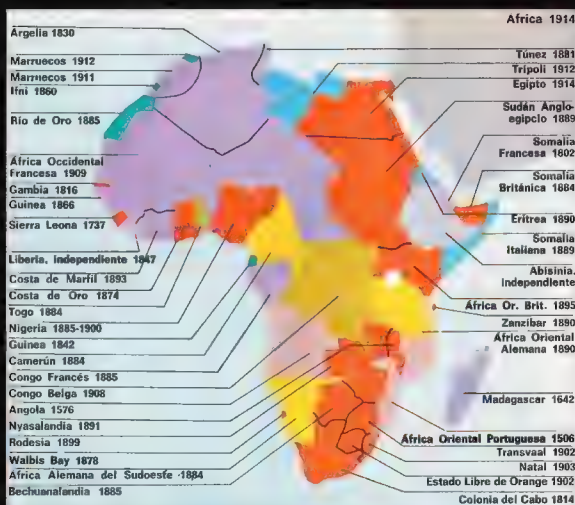 Africa 1914
Argelia 1830
Marruecos 1912
Marruecos 1911
Ifni 1860
Río de Oro 1885
África Occidental
Francesa 1909
Gambia 1816
Guinea 1866
Sierra Leona 1737
Liberia, independiente 1847
Costa de Marfil 1893
Costa de Oro 1874
Togo 1884
Nigeria 1885-1900
Guinea 1842
Camerún 1884
Congo Francés 1885
Congo Belga 1908
Angola 1576
Nyasalandia 1891
Rodesia 1899
Walbis Bay 1878
Africa Alemana del Sudoeste -1884
Bechuanalandia 1885
Túnez 1881
Trípoli 1912
Egipto 1914
Sudán Anglo-
egipcio 1889
Somalia
Francesa 1802
Somalia
Británica 1884
Eritrea 1890
Somalia
Italiana 1889
Abisinia,
independiente
África Or. Brit. 1895
Zanzíbar 1890
África Oriental
Alemana 1890
Madagascar 1642
África Oriental Portuguesa 1506
Transvaal 1902
Natal 1903
Estado Libre de Orange 1902
Colonia del Cabo 1814